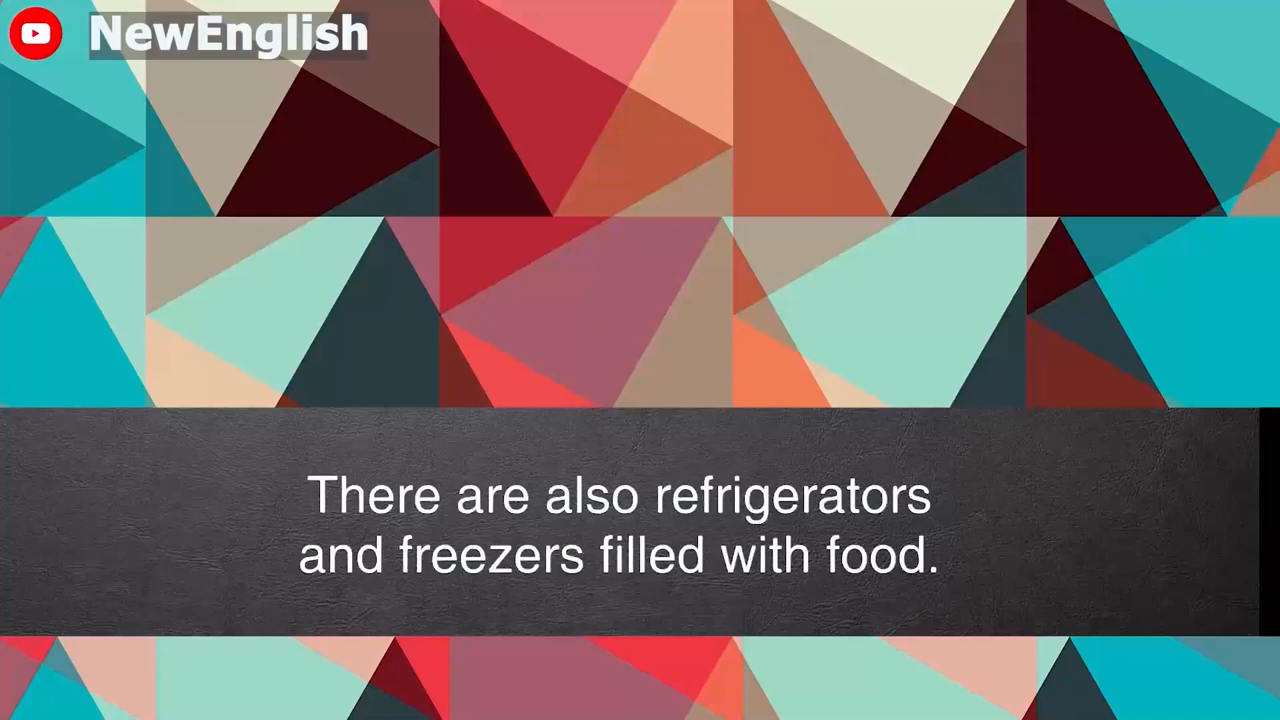 NewEnglish
There are also refrigerators
and freezers filled with food.